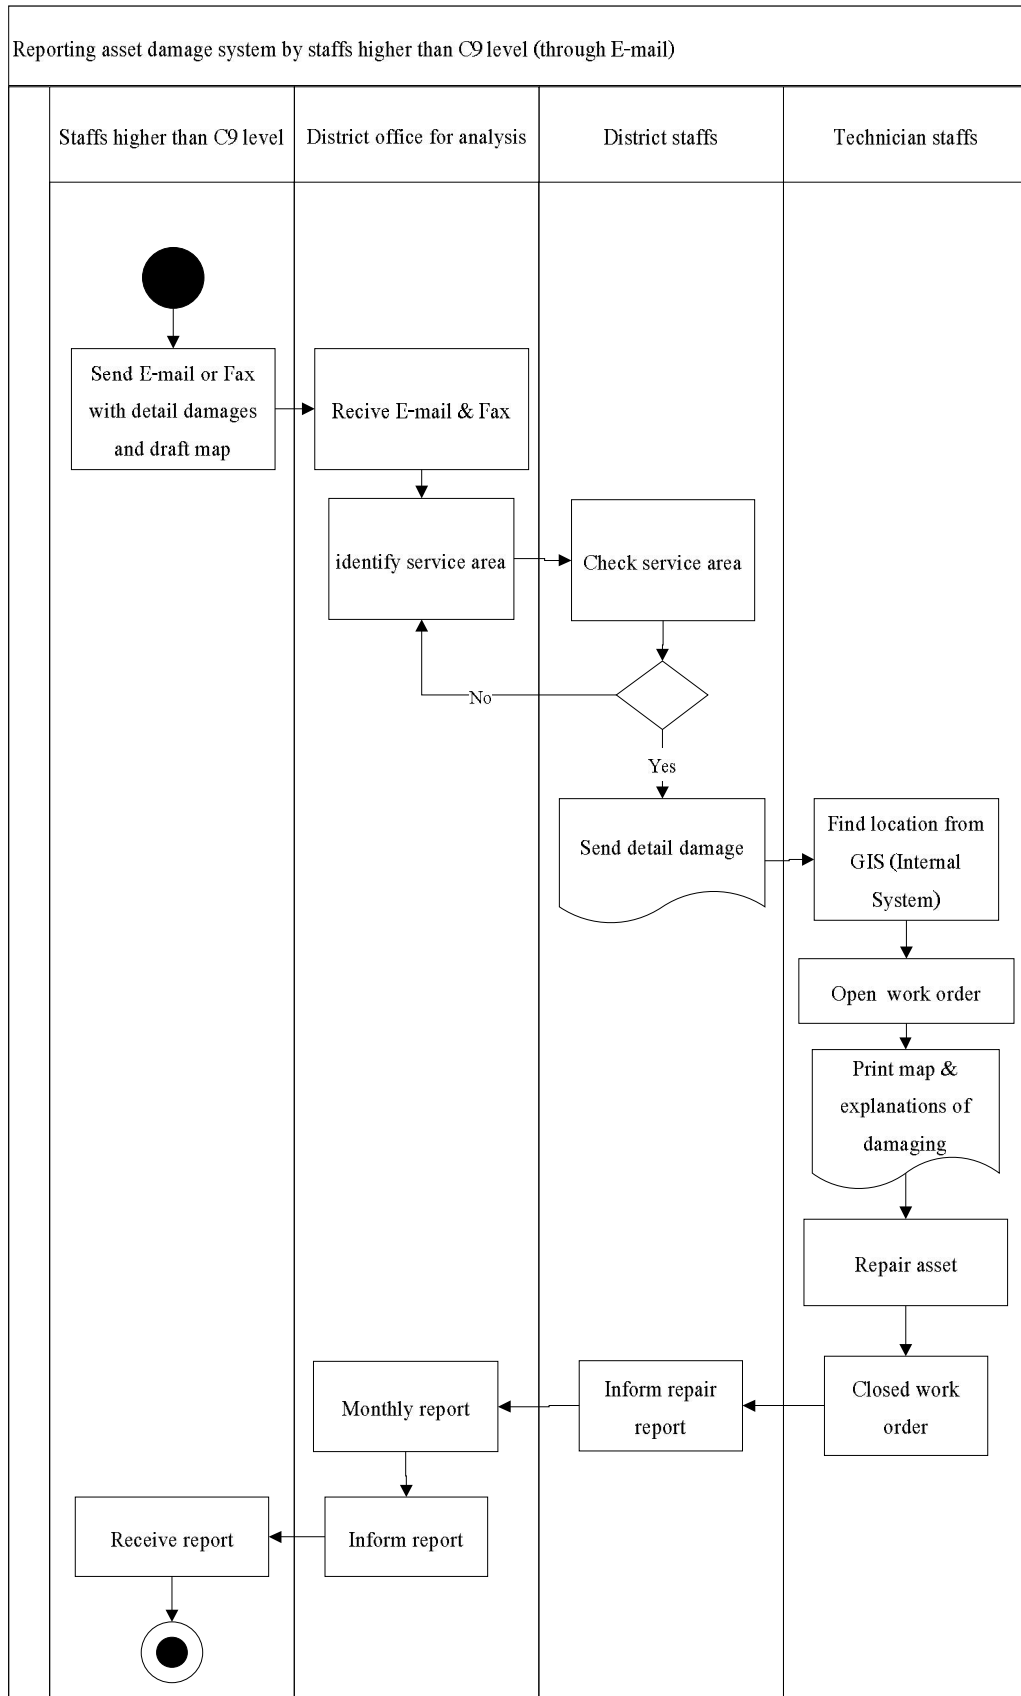 Reporting asset damage system by staffs higher than C9 level (through E-mail)
Staffs higher than C9 level
District office for analysis
District staffs
Technician staffs
Send E-mail or Fax
with detail damages
and draft map
Recive E-mail & Fax
identify service area
Check service area
No
Yes
Send detail damage
Find location from
GIS (Internal
System)
Open work order
Print map &
explanations of
damaging
Repair asset
Closed work
order
Inform repair
report
Monthly report
Inform report
Receive report